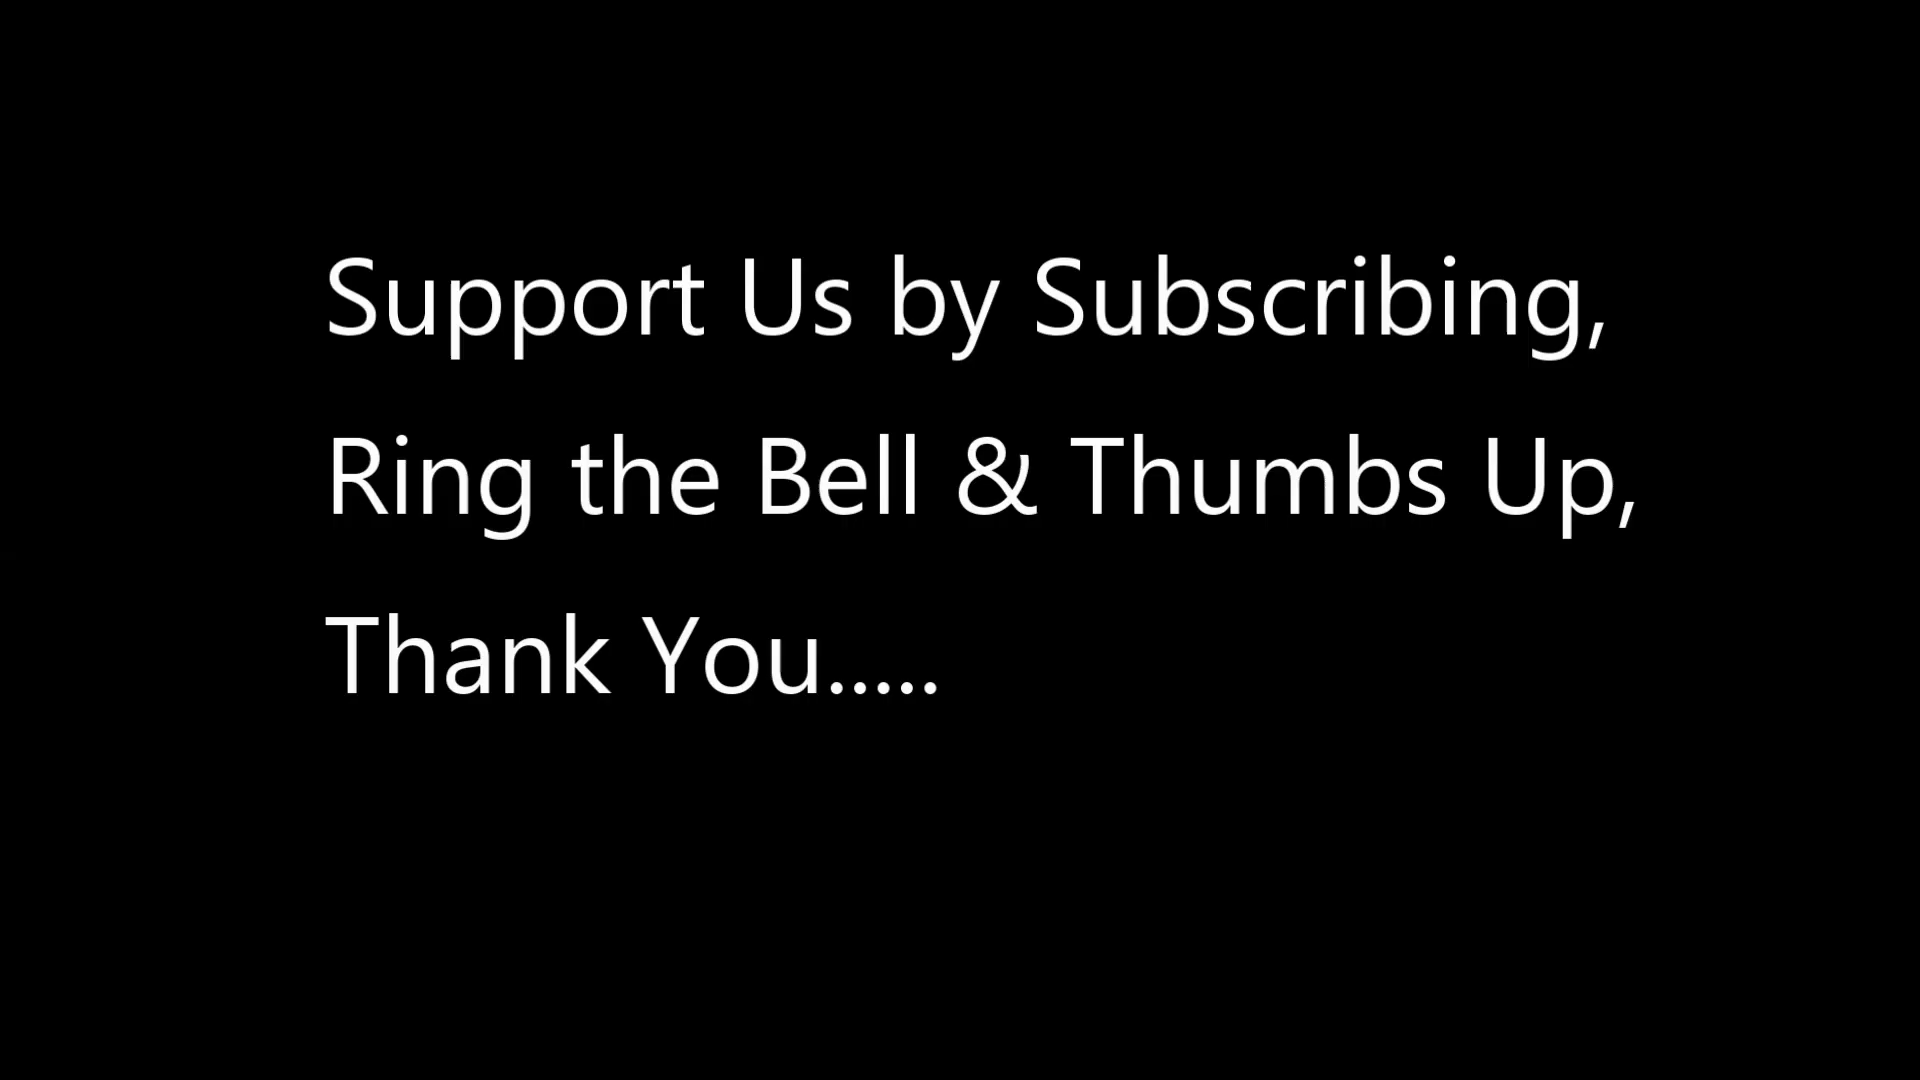 Support Us by Subscribing,
Ring the Bell & Thumbs Up,
Thank You.....